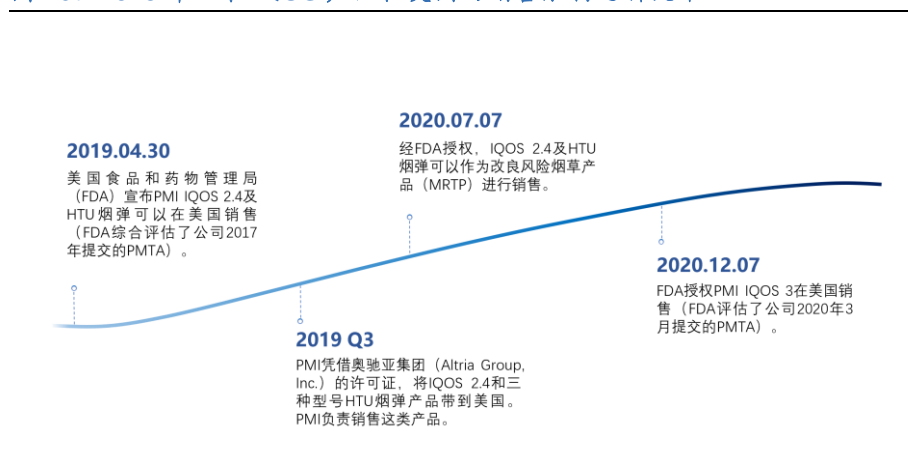 2019.04.30
美国食品和药物管理局
（FDA）宣布PMI IQOS 2.4及
HTU烟弹可以在美国销售
（FDA综合评估了公司2017
年提交的PMTA）。
2019 Q3
PMI凭借奥驰亚集团（Altria Group,
Inc.）的许可证，将IQOS 2.4和三
种型号HTU烟弹产品带到美国。
PMI负责销售这类产品。
2020.07.07
经FDA授权，IQOS 2.4及HTU
烟弹可以作为改良风险烟草产
品（MRTP）进行销售。
2020.12.07
FDA授权PMI IQOS 3在美国销
售（FDA评估了公司2020年3
月提交的PMTA）。